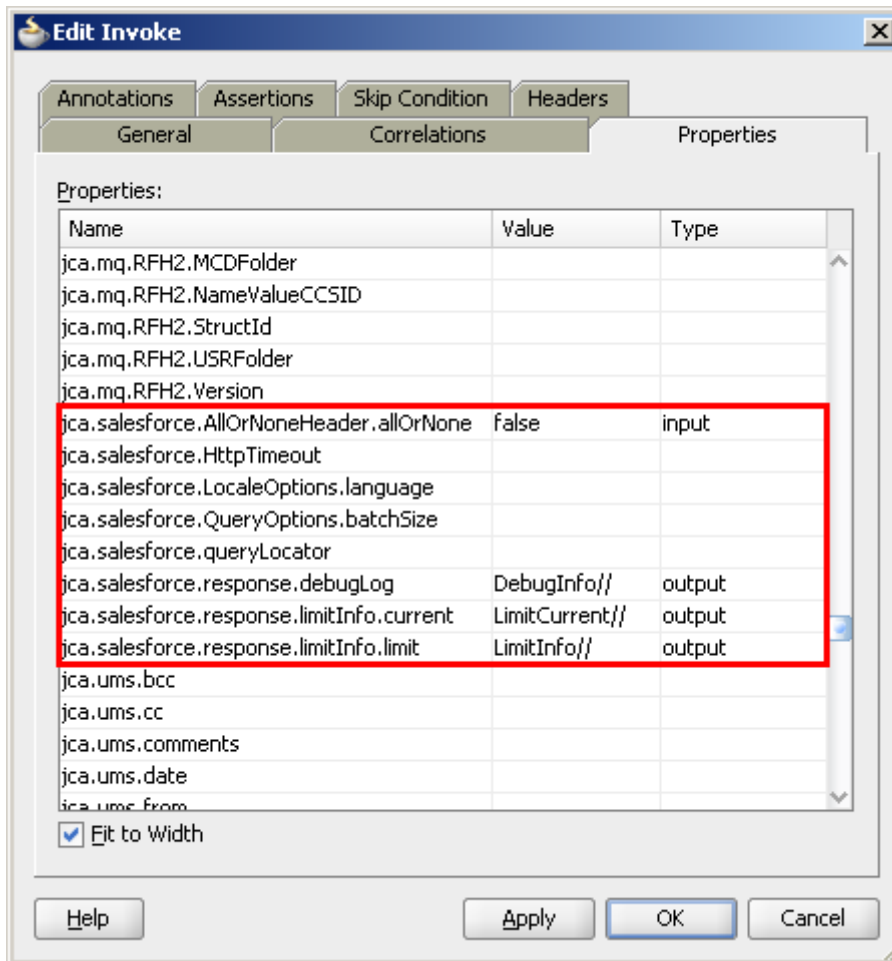 Edit Invoke
Annotations Assertions Skip Condition Headers
General Correlations Properties
Properties:
Name Value Type
jca.mq.RFH2.MCDFolder
jca.mq.RFH2.NameValueCCSID
jca.mq.RFH2.StructId
jca.mq.RFH2.USRFolder
jca.mq.RFH2.Version
jca.salesforce.AllOrNoneHeader.allOrNone false input
jca.salesforce.HttpTimeout
jca.salesforce.LocaleOptions.language
jca.salesforce.QueryOptions.batchSize
jca.salesforce.queryLocator
jca.salesforce.response.debugLog DebugInfo// output
jca.salesforce.response.limitInfo.current LimitCurrent// output
jca.salesforce.response.limitInfo.limit LimitInfo// output
jca.ums.bcc
jca.ums.cc
jca.ums.comments
jca.ums.date
jca.ums.from
Fit to Width
Help Apply OK Cancel